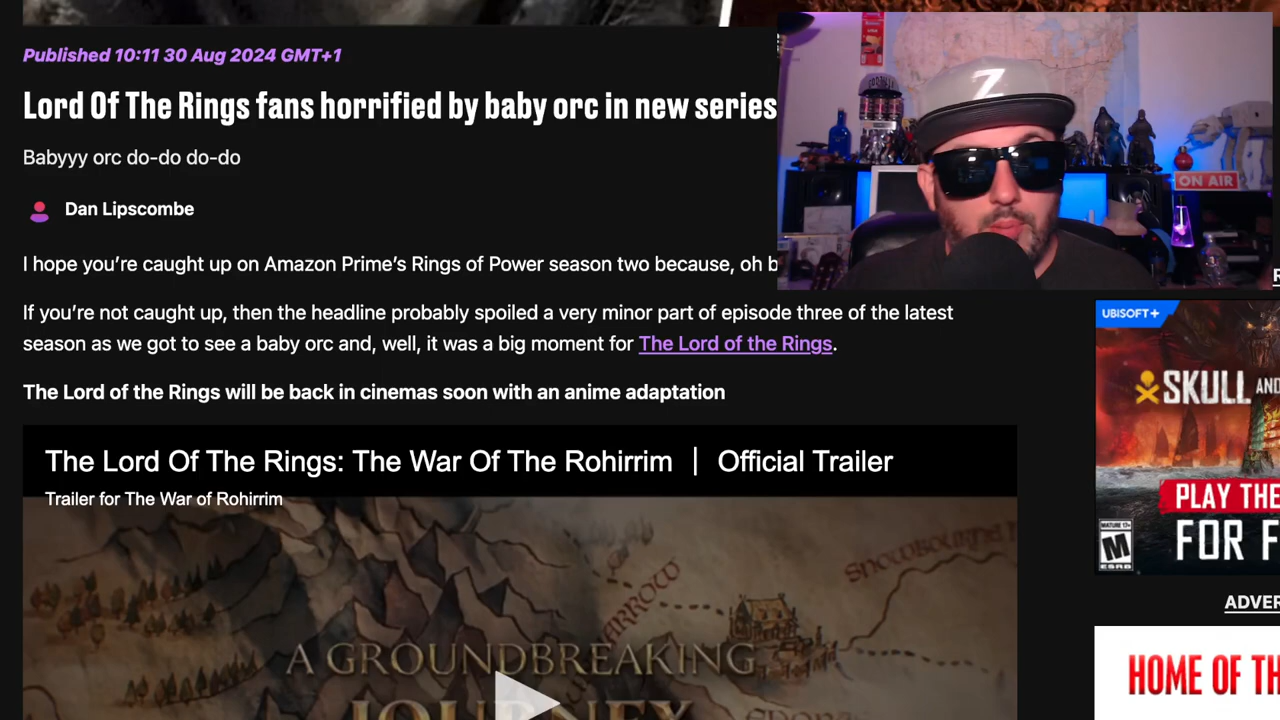 Published 10:11 30 Aug 2024 GMT+1
Lord Of The Rings fans horrified by baby orc in new series
Babyyy orc do-do do-do
Dan Lipscombe
I hope you’re caught up on Amazon Prime’s Rings of Power season two because, oh b
If you’re not caught up, then the headline probably spoiled a very minor part of episode three of the latest
season as we got to see a baby orc and, well, it was a big moment for The Lord of the Rings.
The Lord of the Rings will be back in cinemas soon with an anime adaptation
The Lord Of The Rings: The War Of The Rohirrim | Official Trailer
Trailer for The War of Rohirrim
A GROUNDBREAKING
JOURNEY
Z
ON AIR
UBISOFT+
SKULL AND
PLAY THE
FOR F
MATURE 17+
M
ESRB
ADVER
HOME OF TH